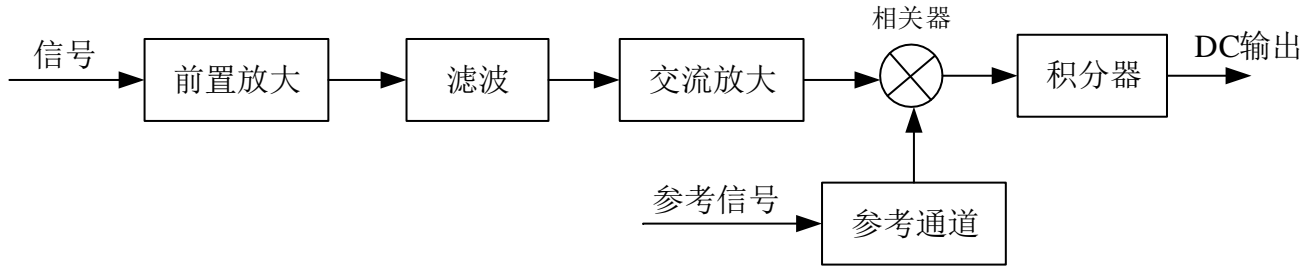 相关器
信号
DC输出
前置放大
滤波
交流放大
积分器
参考信号
参考通道